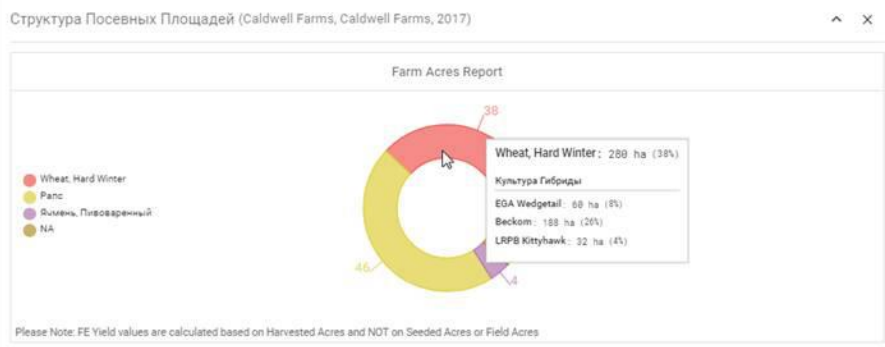 Структура Посевных Площадей (Caldwell Farms, Caldwell Farms, 2017)
Farm Acres Report
38
Wheat, Hard Winter: 280 ha (38%)
Культура Гибриды
EGA Wedgetail: 60 ha (8%)
Beckom: 188 ha (26%)
LRPB Kittyhawk: 32 ha (4%)
Wheat, Hard Winter
Рапс
Ячмень, Пивоваренный
NA
46
4
Please Note: FE Yield values are calculated based on Harvested Acres and NOT on Seeded Acres or Field Acres